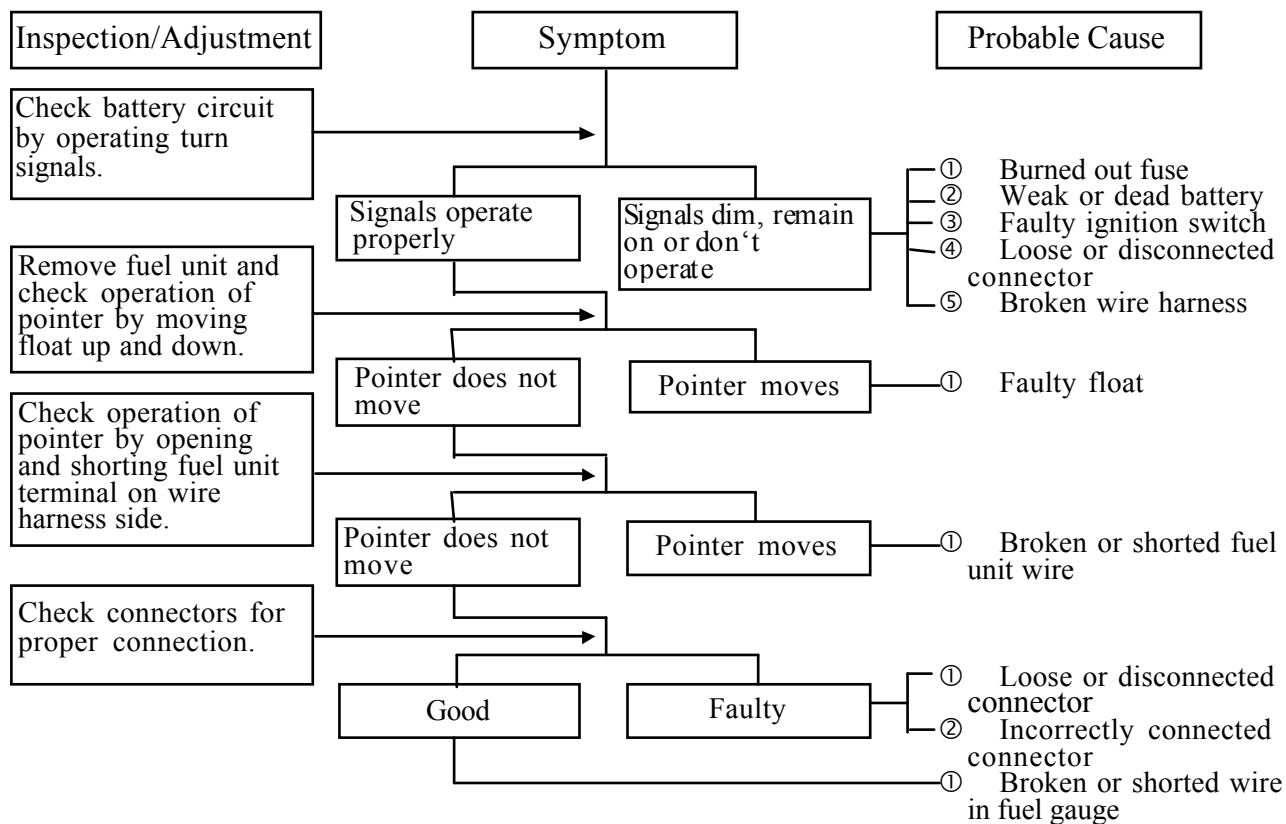 Inspection/Adjustment
Symptom
Probable Cause
Check battery circuit
by operating turn
signals.
Signals operate
properly
Signals dim, remain
on or don‘t
operate
① Burned out fuse
② Weak or dead battery
③ Faulty ignition switch
④ Loose or disconnected
connector
⑤ Broken wire harness
Remove fuel unit and
check operation of
pointer by moving
float up and down.
Pointer does not
move
Pointer moves
① Faulty float
Check operation of
pointer by opening
and shorting fuel unit
terminal on wire
harness side.
Pointer does not
move
Pointer moves
① Broken or shorted fuel
unit wire
Check connectors for
proper connection.
Good
Faulty
① Loose or disconnected
connector
② Incorrectly connected
connector
① Broken or shorted wire
in fuel gauge